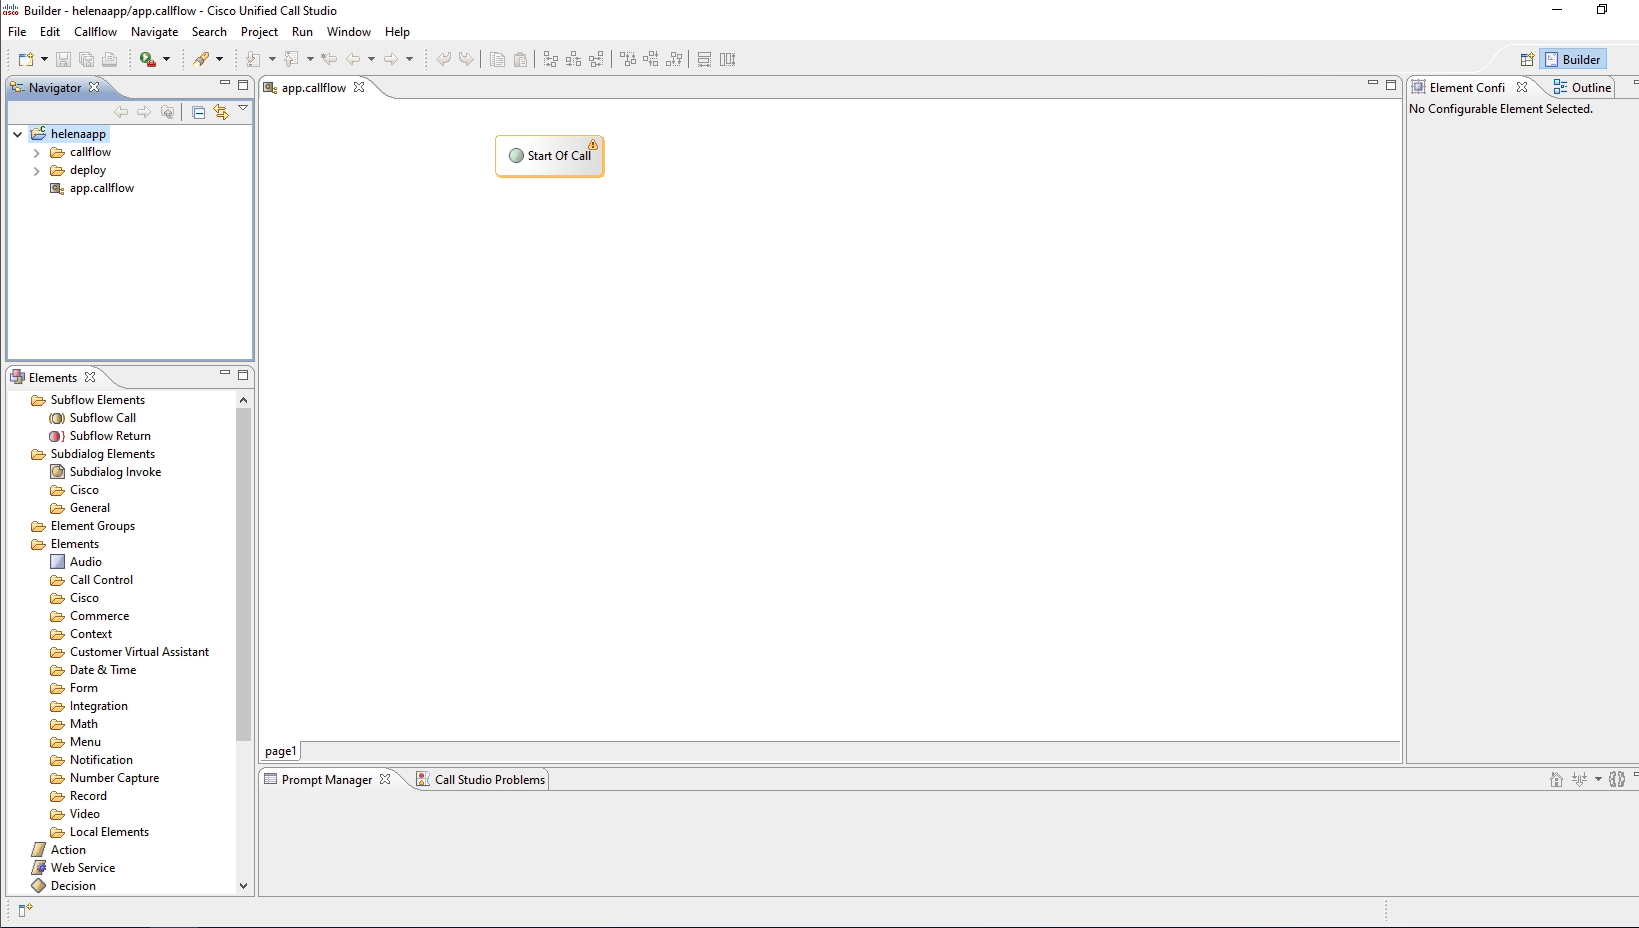 Builder - helenaapp/app.callflow - Cisco Unified Call Studio
File Edit Callflow Navigate Search Project Run Window Help
Builder
Navigator
helenaapp
callflow
deploy
app.callflow
Elements
Subflow Elements
Subflow Call
Subflow Return
Subdialog Elements
Subdialog Invoke
Cisco
General
Element Groups
Elements
Audio
Call Control
Cisco
Commerce
Context
Customer Virtual Assistant
Date & Time
Form
Integration
Math
Menu
Notification
Number Capture
Record
Video
Local Elements
Action
Web Service
Decision
app.callflow
Start Of Call
page1
Prompt Manager Call Studio Problems
Element Confi Outline
No Configurable Element Selected.